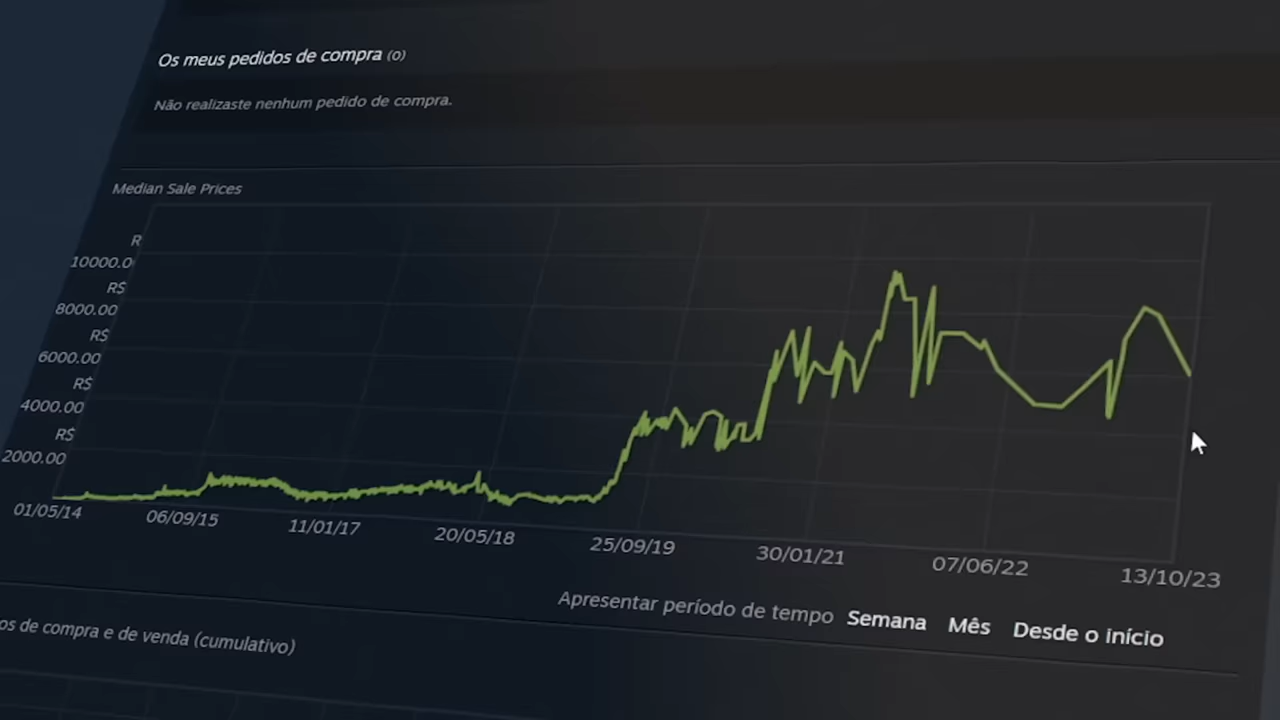 Os meus pedidos de compra (0)
Não realizaste nenhum pedido de compra.
Median Sale Prices
R
10000.0
R$
8000.00
R$
6000.00
R$
4000.00
R$
2000.00
01/05/14 06/09/15 11/01/17 20/05/18 25/09/19 30/01/21 07/06/22 13/10/23
Apresentar período de tempo Semana Mês Desde o início
os de compra e de venda (cumulativo)